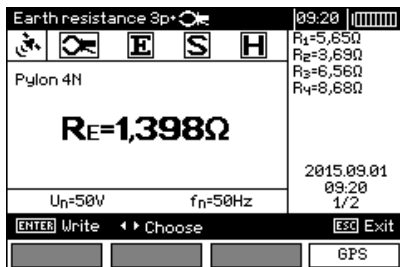 Earth resistance 3p+ 09:20
E S H
R1=5,65Ω
R2=3,69Ω
R3=6,56Ω
R4=8,68Ω
Pylon 4N
RE=1,398Ω
2015.09.01
09:20
1/2
Un=50V fn=50Hz
ENTER Write Choose ESC Exit
GPS